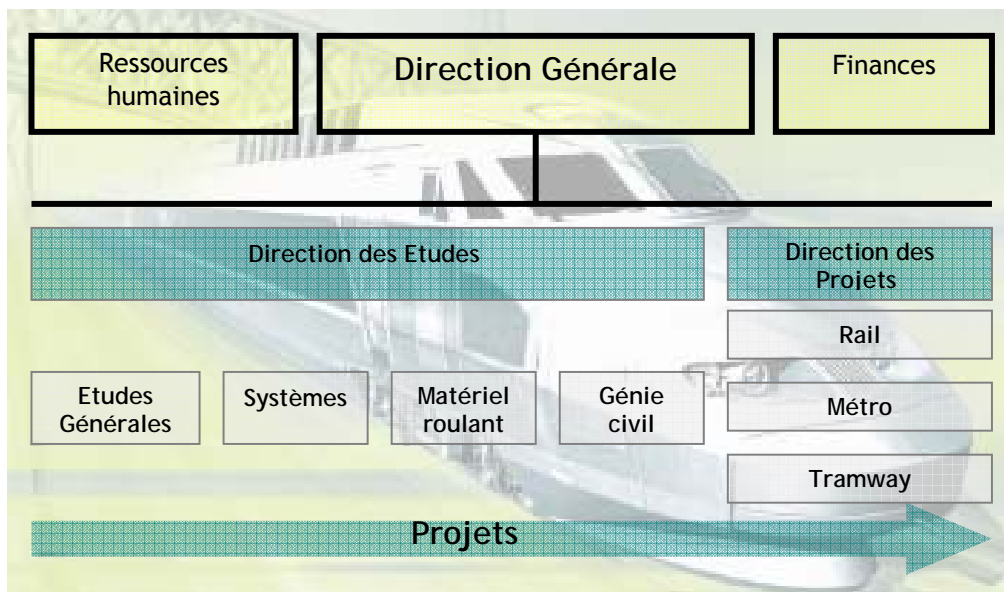 Ressources
humaines
Direction Générale
Finances
Direction des Etudes
Direction des
Projets
Rail
Etudes
Générales
Systèmes
Matériel
roulant
Génie
civil
Métro
Tramway
Projets